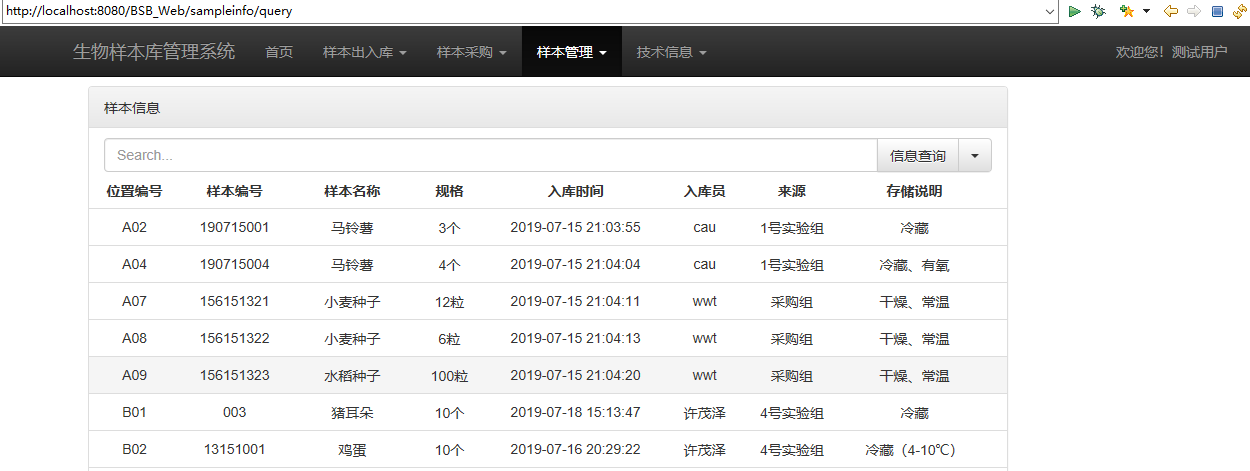 http://localhost:8080/BSB_Web/sampleinfo/query
生物样本库管理系统 首页 样本出入库 样本采购 样本管理 技术信息 欢迎您！测试用户
样本信息
Search... 信息查询
位置编号 样本编号 样本名称 规格 入库时间 入库员 来源 存储说明
A02 190715001 马铃薯 3个 2019-07-15 21:03:55 cau 1号实验组 冷藏
A04 190715004 马铃薯 4个 2019-07-15 21:04:04 cau 1号实验组 冷藏、有氧
A07 156151321 小麦种子 12粒 2019-07-15 21:04:11 wwt 采购组 干燥、常温
A08 156151322 小麦种子 6粒 2019-07-15 21:04:13 wwt 采购组 干燥、常温
A09 156151323 水稻种子 100粒 2019-07-15 21:04:20 wwt 采购组 干燥、常温
B01 003 猪耳朵 10个 2019-07-18 15:13:47 许茂泽 4号实验组 冷藏
B02 13151001 鸡蛋 10个 2019-07-16 20:29:22 许茂泽 4号实验组 冷藏（4-10℃）